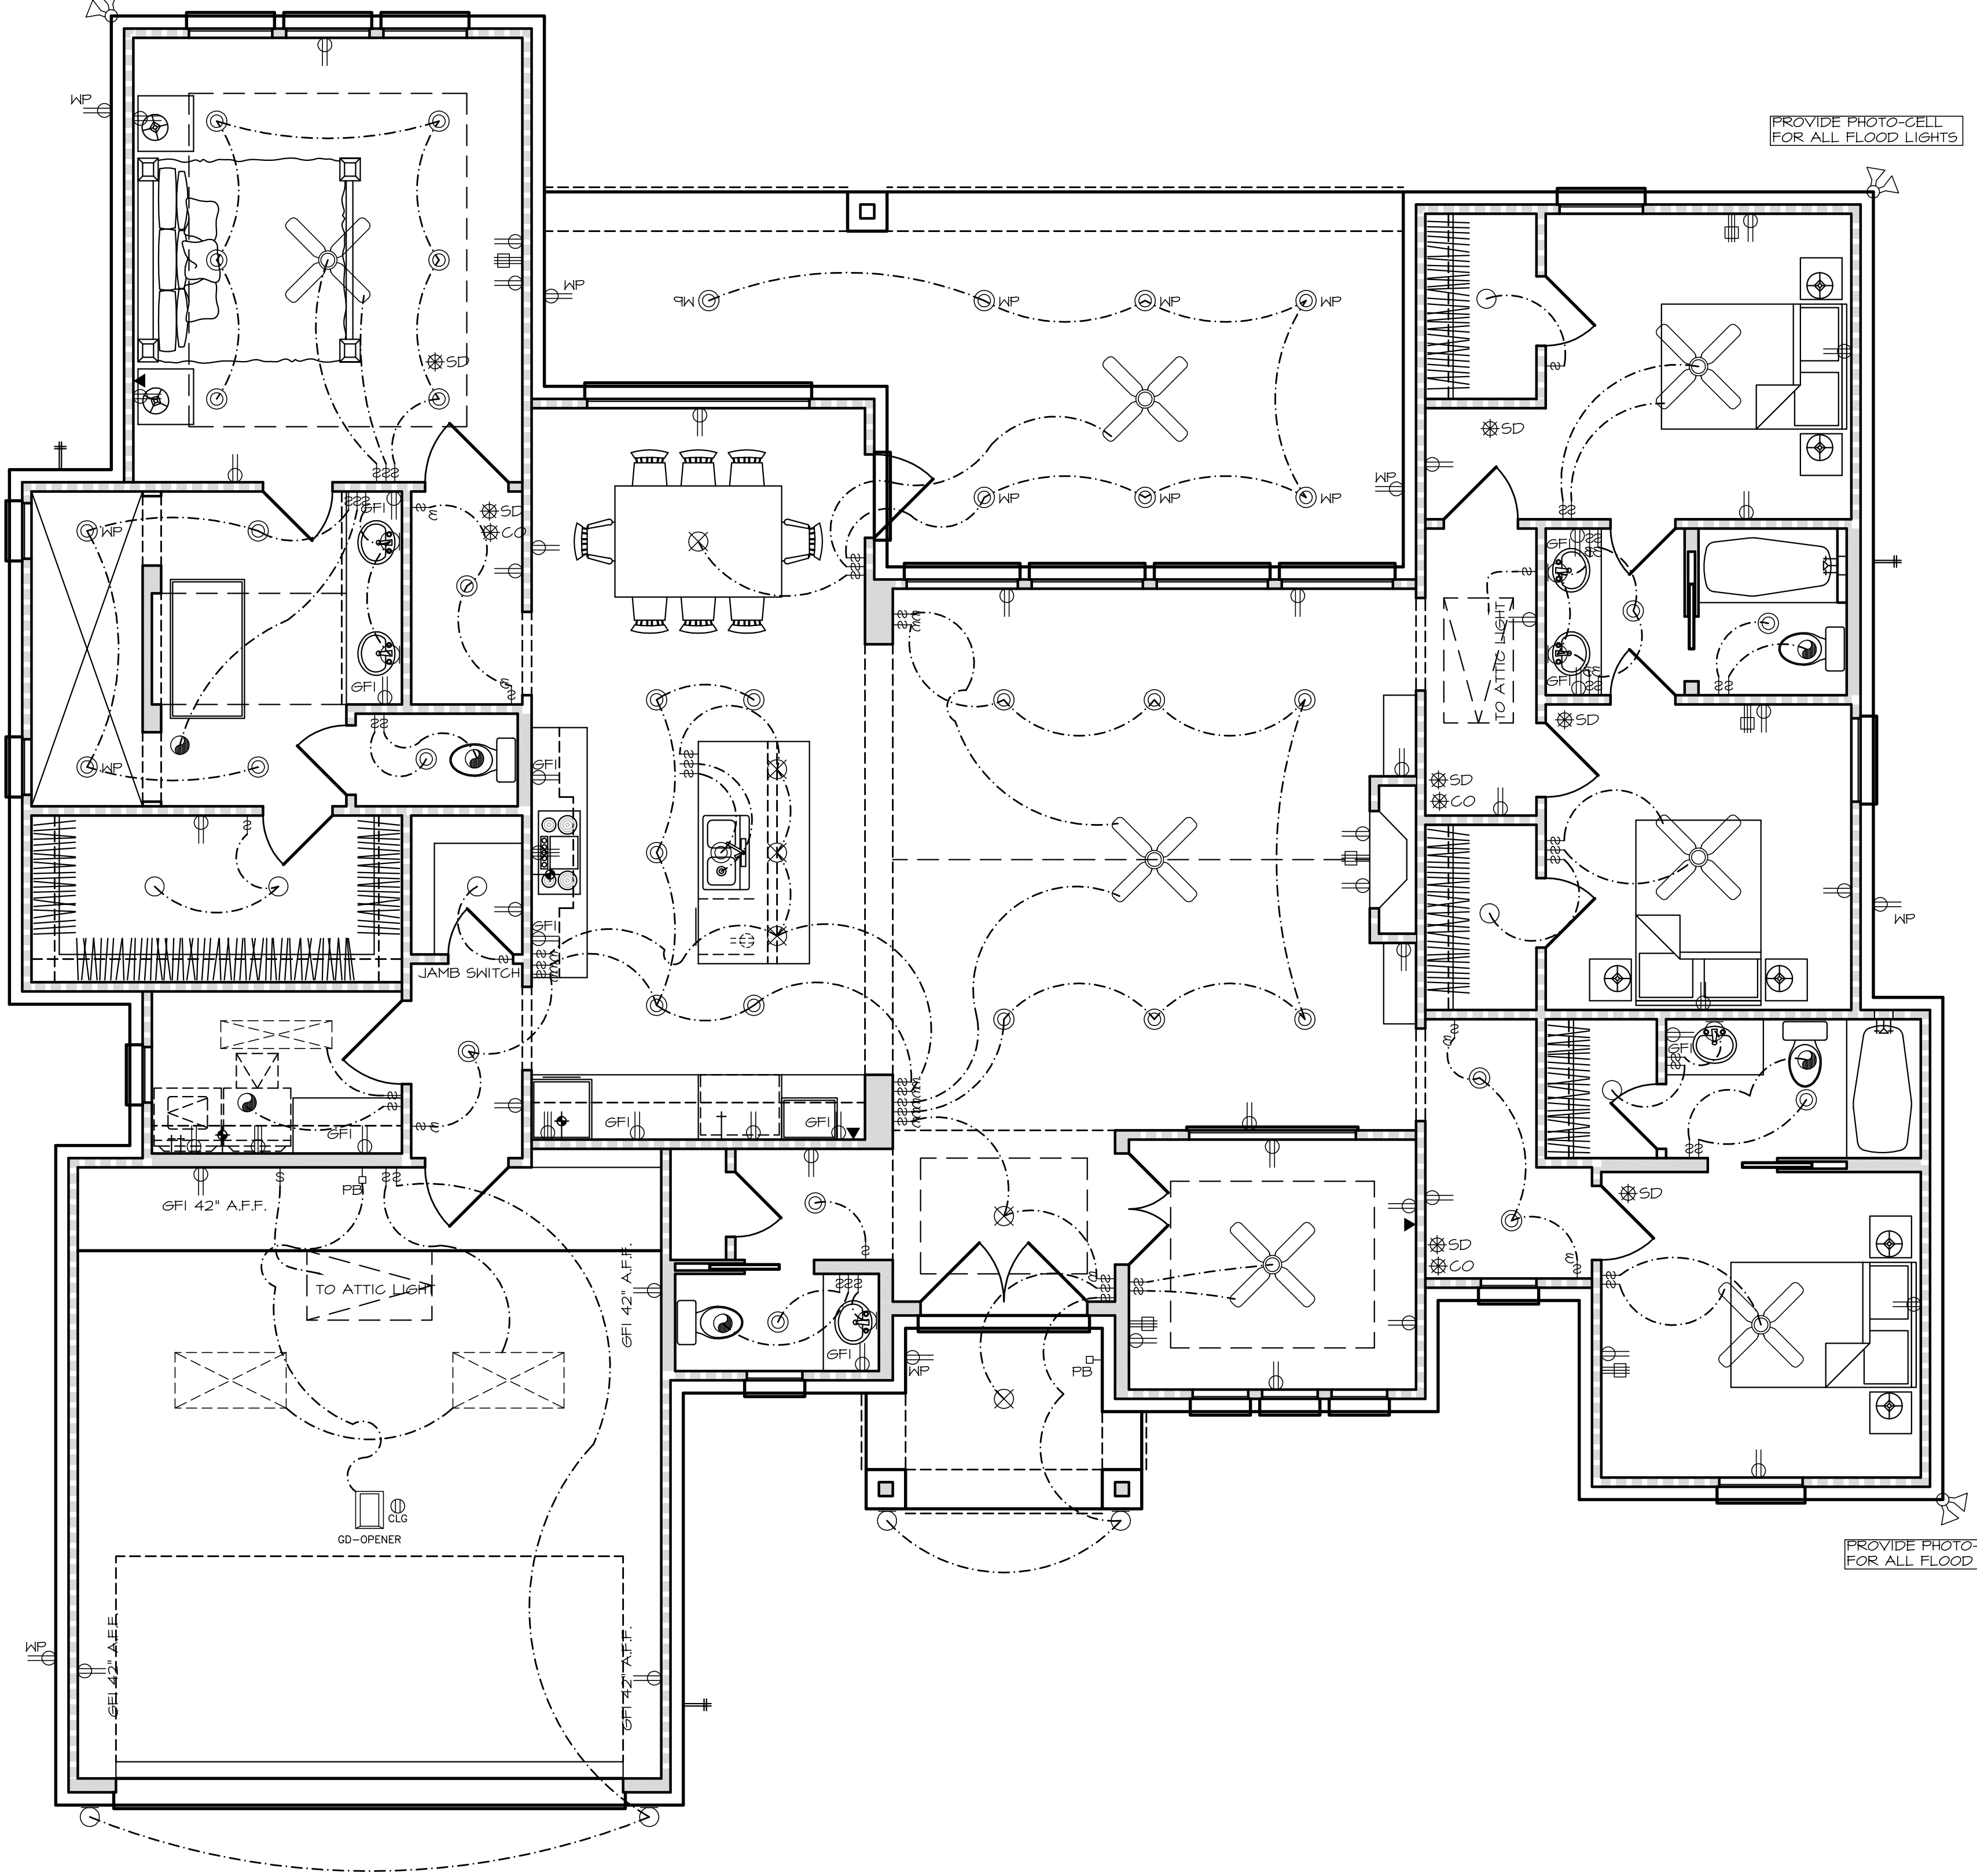 WP
PROVIDE PHOTO-CELL
FOR ALL FLOOD LIGHTS
WP
WP
WP
WP
WP
SD
SD
WP
WP
WP
WP
GFI
SD
CO
WP
GFI
GFI
TO ATTIC LIGHT
GFI
GFI
SD
WP
GFI
SD
CO
GFI
WP
JAMB SWITCH
GFI
GFI
GFI
GFI
PB
GFI 42" A.F.F.
SD
SD
CO
GFI 42" A.F.F.
TO ATTIC LIGHT
GFI
WP
PB
CLG
GD-OPENER
PROVIDE PHOTO-
FOR ALL FLOOD
WP
GFI 42" A.F.F.
GFI 42" A.F.F.